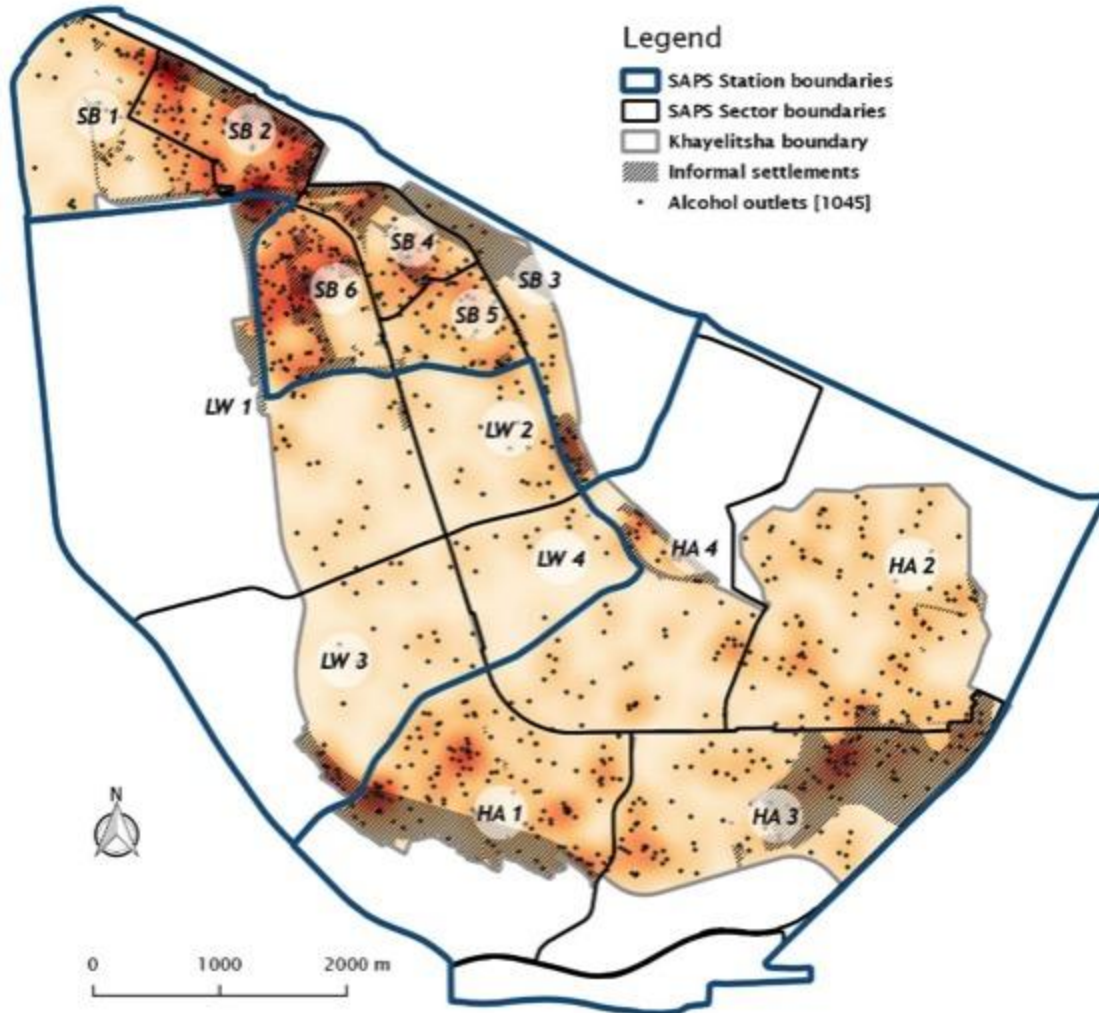 Legend
SAPS Station boundaries
SAPS Sector boundaries
Khayelitsha boundary
Informal settlements
Alcohol outlets [1045]
SB 1
SB 2
SB 4
SB 3
SB 6
SB 5
LW 1
LW 2
LW 4
HA 4
HA 2
LW 3
HA 1
HA 3
N
0 1000 2000 m